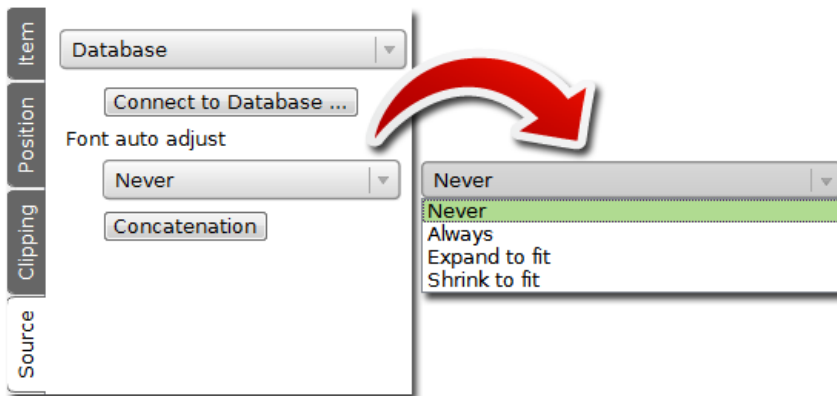 Item
Position
Clipping
Source
Database
Connect to Database ...
Font auto adjust
Never
Concatenation
Never
Never
Always
Expand to fit
Shrink to fit